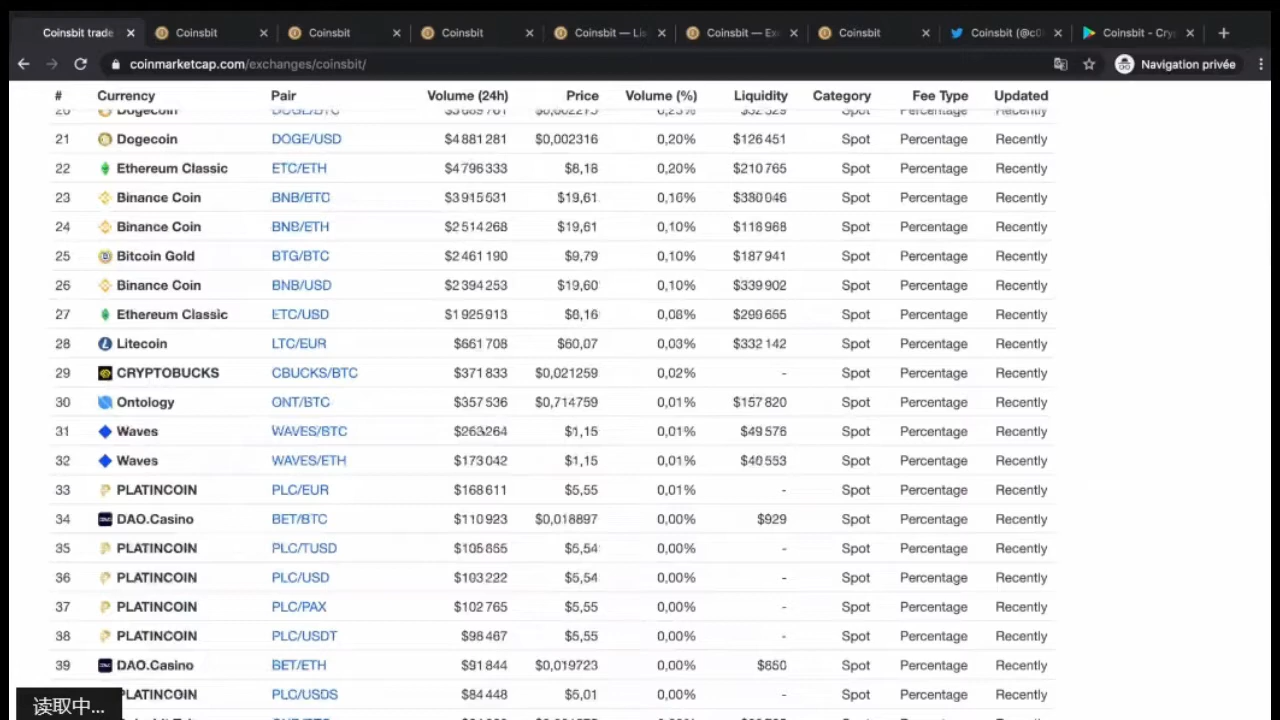 Coinsbit trade Coinsbit Coinsbit Coinsbit Coinsbit — Lis Coinsbit — Ex Coinsbit Coinsbit (@c0 Coinsbit - Cry
coinmarketcap.com/exchanges/coinsbit/ Navigation privée
# Currency Pair Volume (24h) Price Volume (%) Liquidity Category Fee Type Updated
20 Dogecoin DOGE/BTC Spot Percentage Recently
21 Dogecoin DOGE/USD $4 881 281 $0,002316 0,20% $126 451 Spot Percentage Recently
22 Ethereum Classic ETC/ETH $4 796 333 $8,18 0,20% $210 765 Spot Percentage Recently
23 Binance Coin BNB/BTC $3 915 531 $19,61 0,16% $380 046 Spot Percentage Recently
24 Binance Coin BNB/ETH $2 514 268 $19,61 0,10% $118 968 Spot Percentage Recently
25 Bitcoin Gold BTG/BTC $2 461 190 $9,79 0,10% $187 941 Spot Percentage Recently
26 Binance Coin BNB/USD $2 394 253 $19,60 0,10% $339 902 Spot Percentage Recently
27 Ethereum Classic ETC/USD $1 925 913 $8,16 0,08% $299 655 Spot Percentage Recently
28 Litecoin LTC/EUR $661 708 $60,07 0,03% $332 142 Spot Percentage Recently
29 CRYPTOBUCKS CBUCKS/BTC $371 833 $0,021259 0,02% - Spot Percentage Recently
30 Ontology ONT/BTC $357 536 $0,714759 0,01% $157 820 Spot Percentage Recently
31 Waves WAVES/BTC $263 264 $1,15 0,01% $49 576 Spot Percentage Recently
32 Waves WAVES/ETH $173 042 $1,15 0,01% $40 553 Spot Percentage Recently
33 PLATINCOIN PLC/EUR $168 611 $5,55 0,01% - Spot Percentage Recently
34 DAO.Casino BET/BTC $110 923 $0,018897 0,00% $929 Spot Percentage Recently
35 PLATINCOIN PLC/TUSD $105 855 $5,54 0,00% - Spot Percentage Recently
36 PLATINCOIN PLC/USD $103 222 $5,54 0,00% - Spot Percentage Recently
37 PLATINCOIN PLC/PAX $102 765 $5,55 0,00% - Spot Percentage Recently
38 PLATINCOIN PLC/USDT $98 467 $5,55 0,00% - Spot Percentage Recently
39 DAO.Casino BET/ETH $91 844 $0,019723 0,00% $850 Spot Percentage Recently
PLATINCOIN PLC/USDS $84 448 $5,01 0,00% - Spot Percentage Recently
读取中...